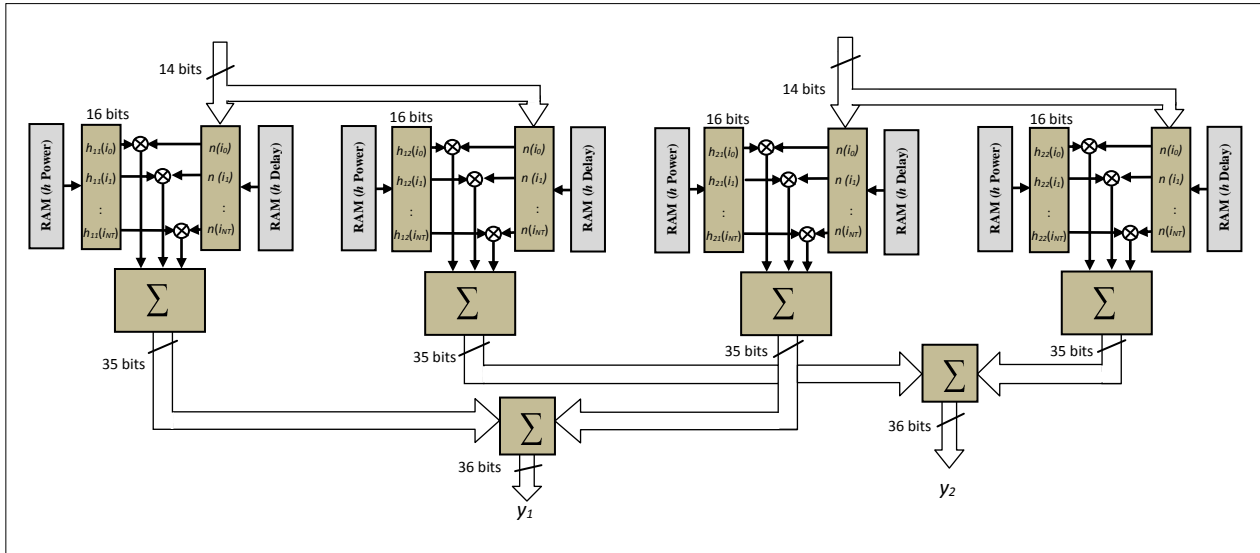 14 bits
14 bits
16 bits
16 bits
16 bits
16 bits
RAM (h Power)
h11(i0)
h11(i1)
:
h11(iNT)
n(i0)
n (i1)
:
n(iNT)
RAM (h Delay)
RAM (h Power)
h12(i0)
h12(i1)
:
h12(iNT)
n(i0)
n (i1)
:
n(iNT)
RAM (h Delay)
RAM (h Power)
h21(i0)
h21(i1)
:
h21(iNT)
n(i0)
n (i1)
:
n(iNT)
RAM (h Delay)
RAM (h Power)
h22(i0)
h22(i1)
:
h22(iNT)
n(i0)
n (i1)
:
n(iNT)
RAM (h Delay)
∑
∑
∑
∑
35 bits
35 bits
35 bits
35 bits
∑
∑
36 bits
36 bits
y1
y2